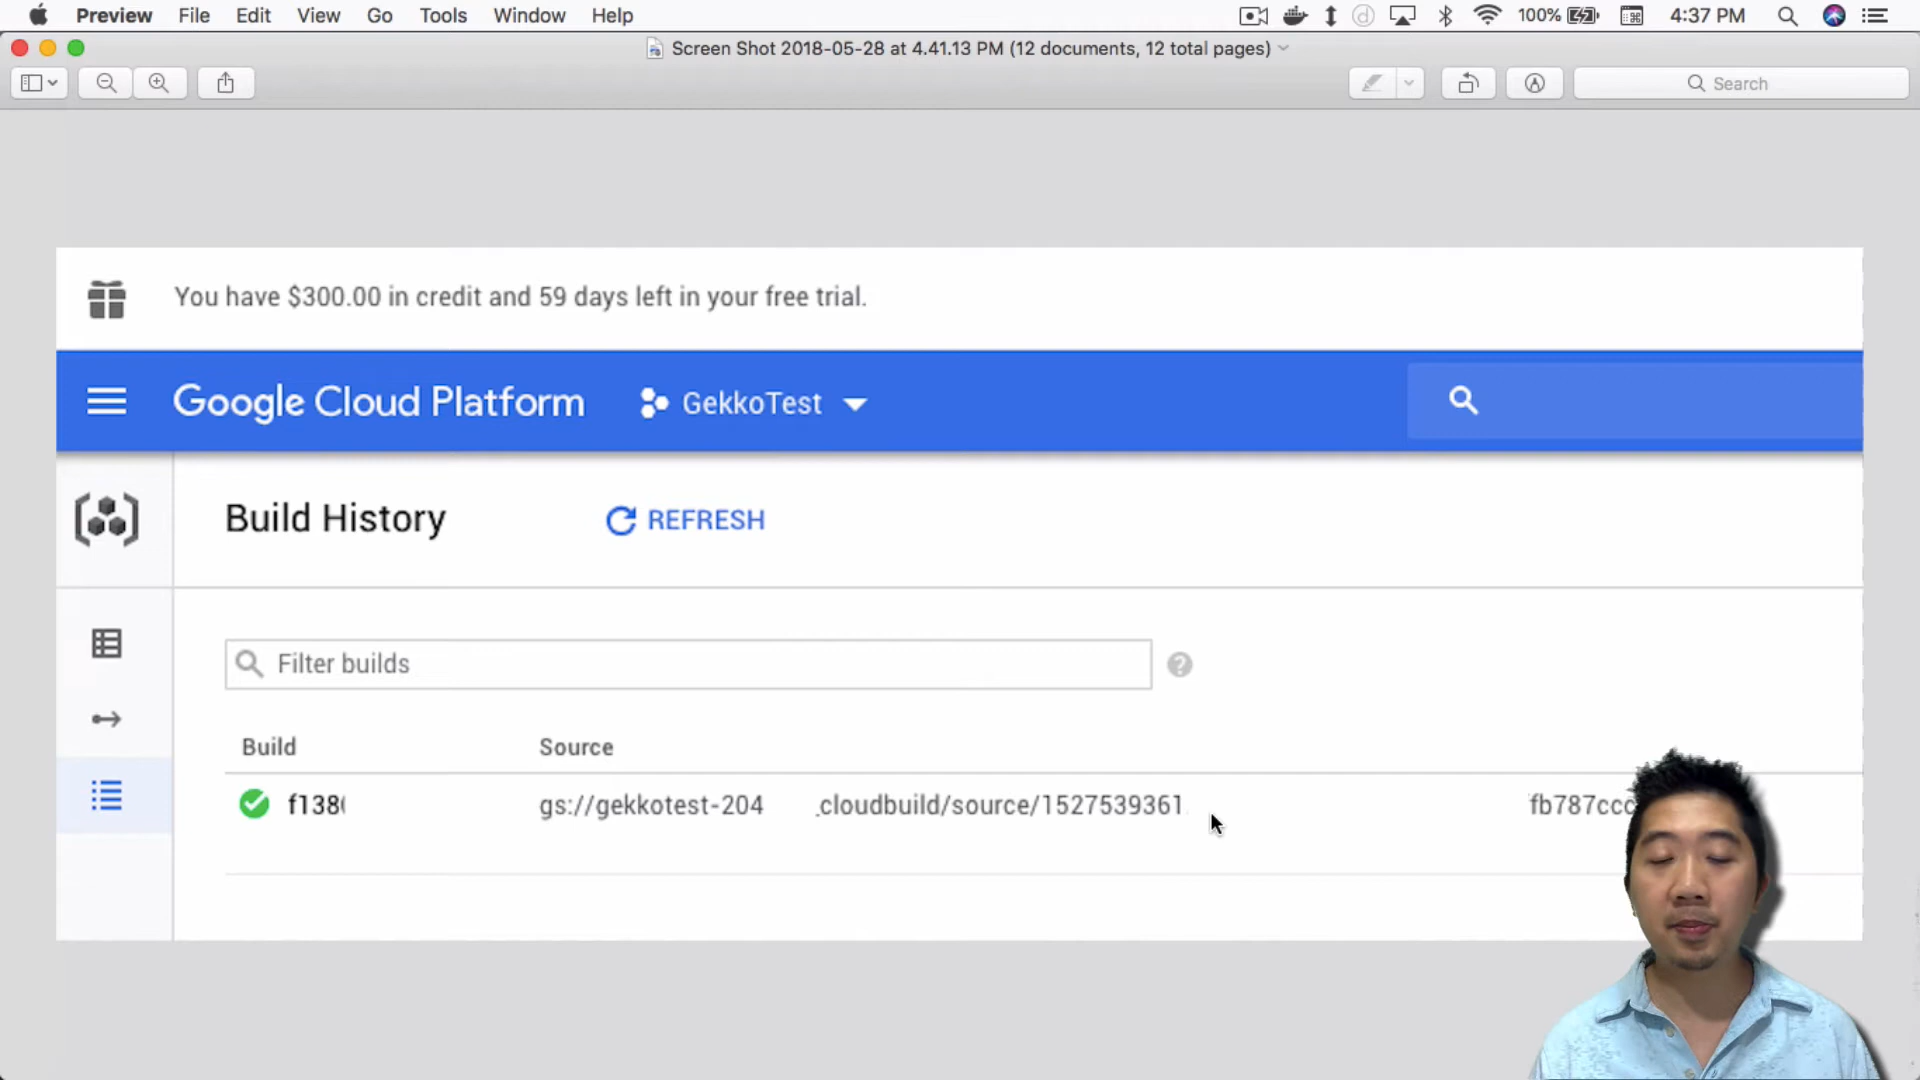 Preview File Edit View Go Tools Window Help 100% 4:37 PM
Screen Shot 2018-05-28 at 4.41.13 PM (12 documents, 12 total pages)
Search
You have $300.00 in credit and 59 days left in your free trial.
Google Cloud Platform GekkoTest
Build History REFRESH
Filter builds
Build Source
f138 gs://gekkotest-204 _cloudbuild/source/1527539361 fb787ccc